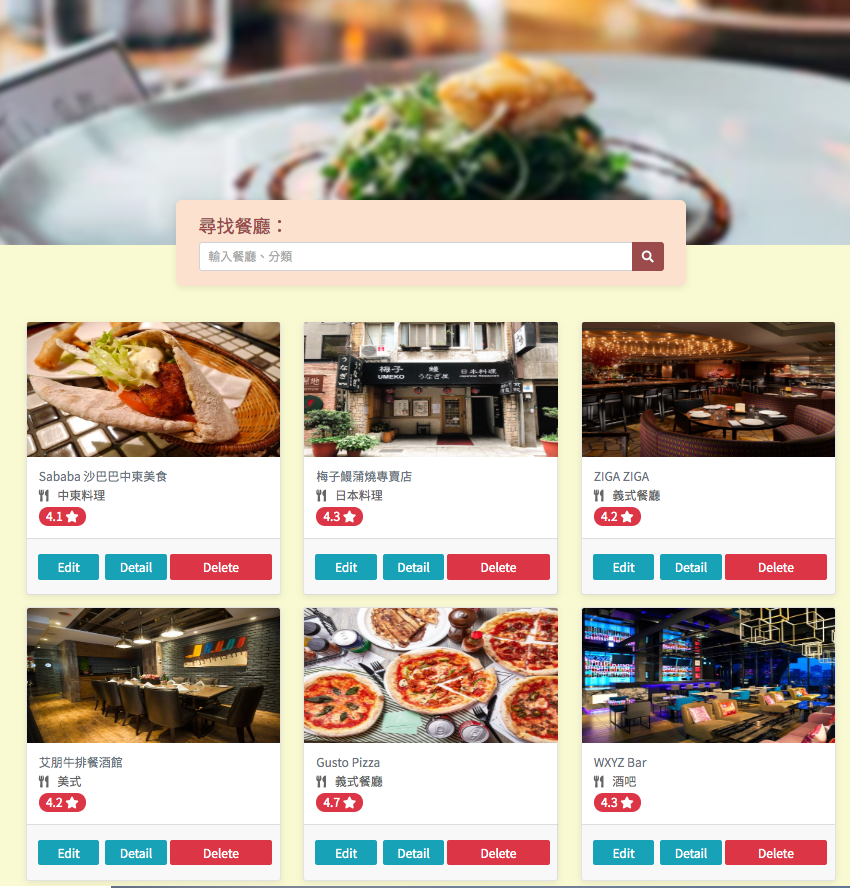 尋找餐廳：
輸入餐廳、分類
梅子 鰻 日本料理
UMEKO うなぎ屋
Sababa 沙巴巴中東美食
中東料理
4.1
Edit Detail Delete
梅子鰻蒲燒專賣店
日本料理
4.3
Edit Detail Delete
ZIGA ZIGA
義式餐廳
4.2
Edit Detail Delete
艾朋牛排餐酒館
美式
4.2
Edit Detail Delete
Gusto Pizza
義式餐廳
4.7
Edit Detail Delete
WXYZ Bar
酒吧
4.3
Edit Detail Delete